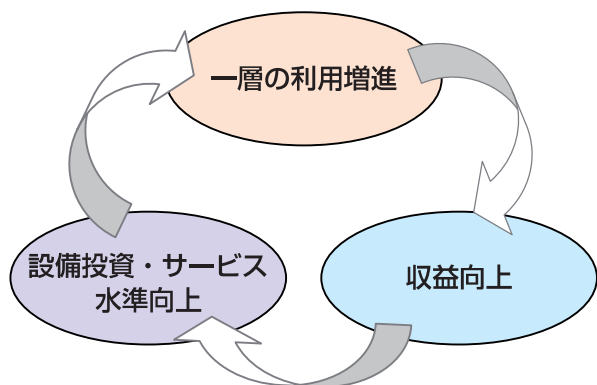 一層の利用増進
収益向上
設備投資・サービス
水準向上